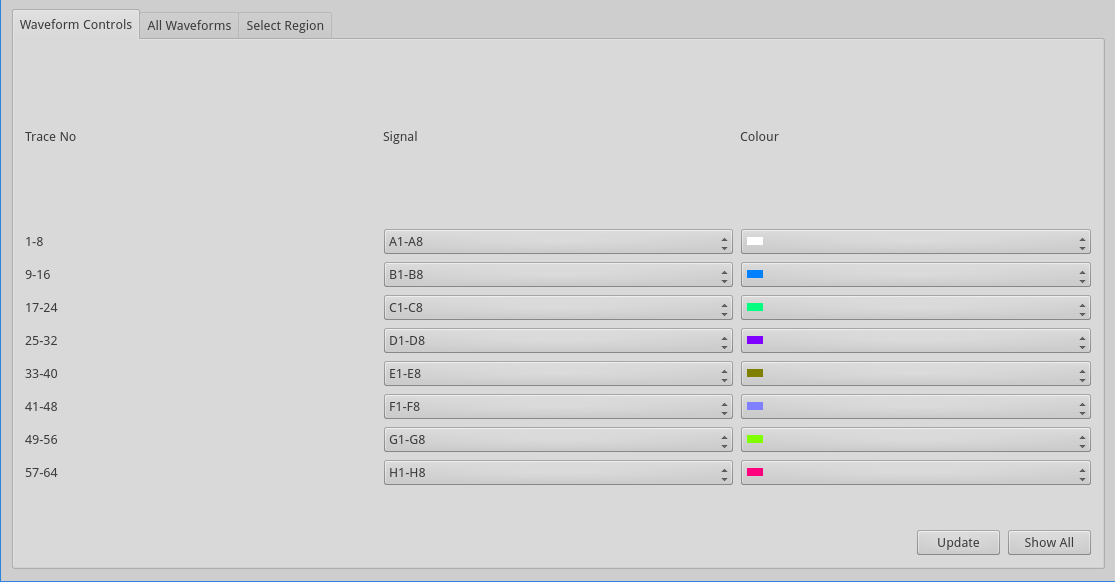 Waveform Controls All Waveforms Select Region
Trace No Signal Colour
1-8 A1-A8
9-16 B1-B8
17-24 C1-C8
25-32 D1-D8
33-40 E1-E8
41-48 F1-F8
49-56 G1-G8
57-64 H1-H8
Update Show All